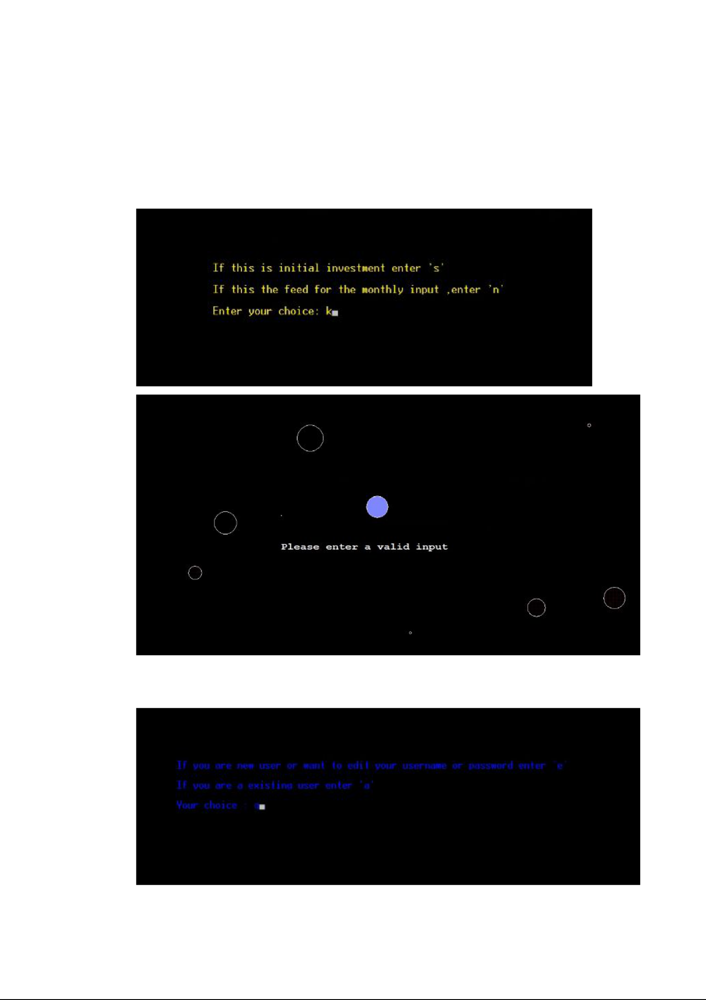 If this is initial investment enter 's'
If this the feed for the monthly input ,enter 'n'
Enter your choice: k
Please enter a valid input
If you are new user or want to edit your username or password enter 'e'
If you are a existing user enter 'a'
Your choice :